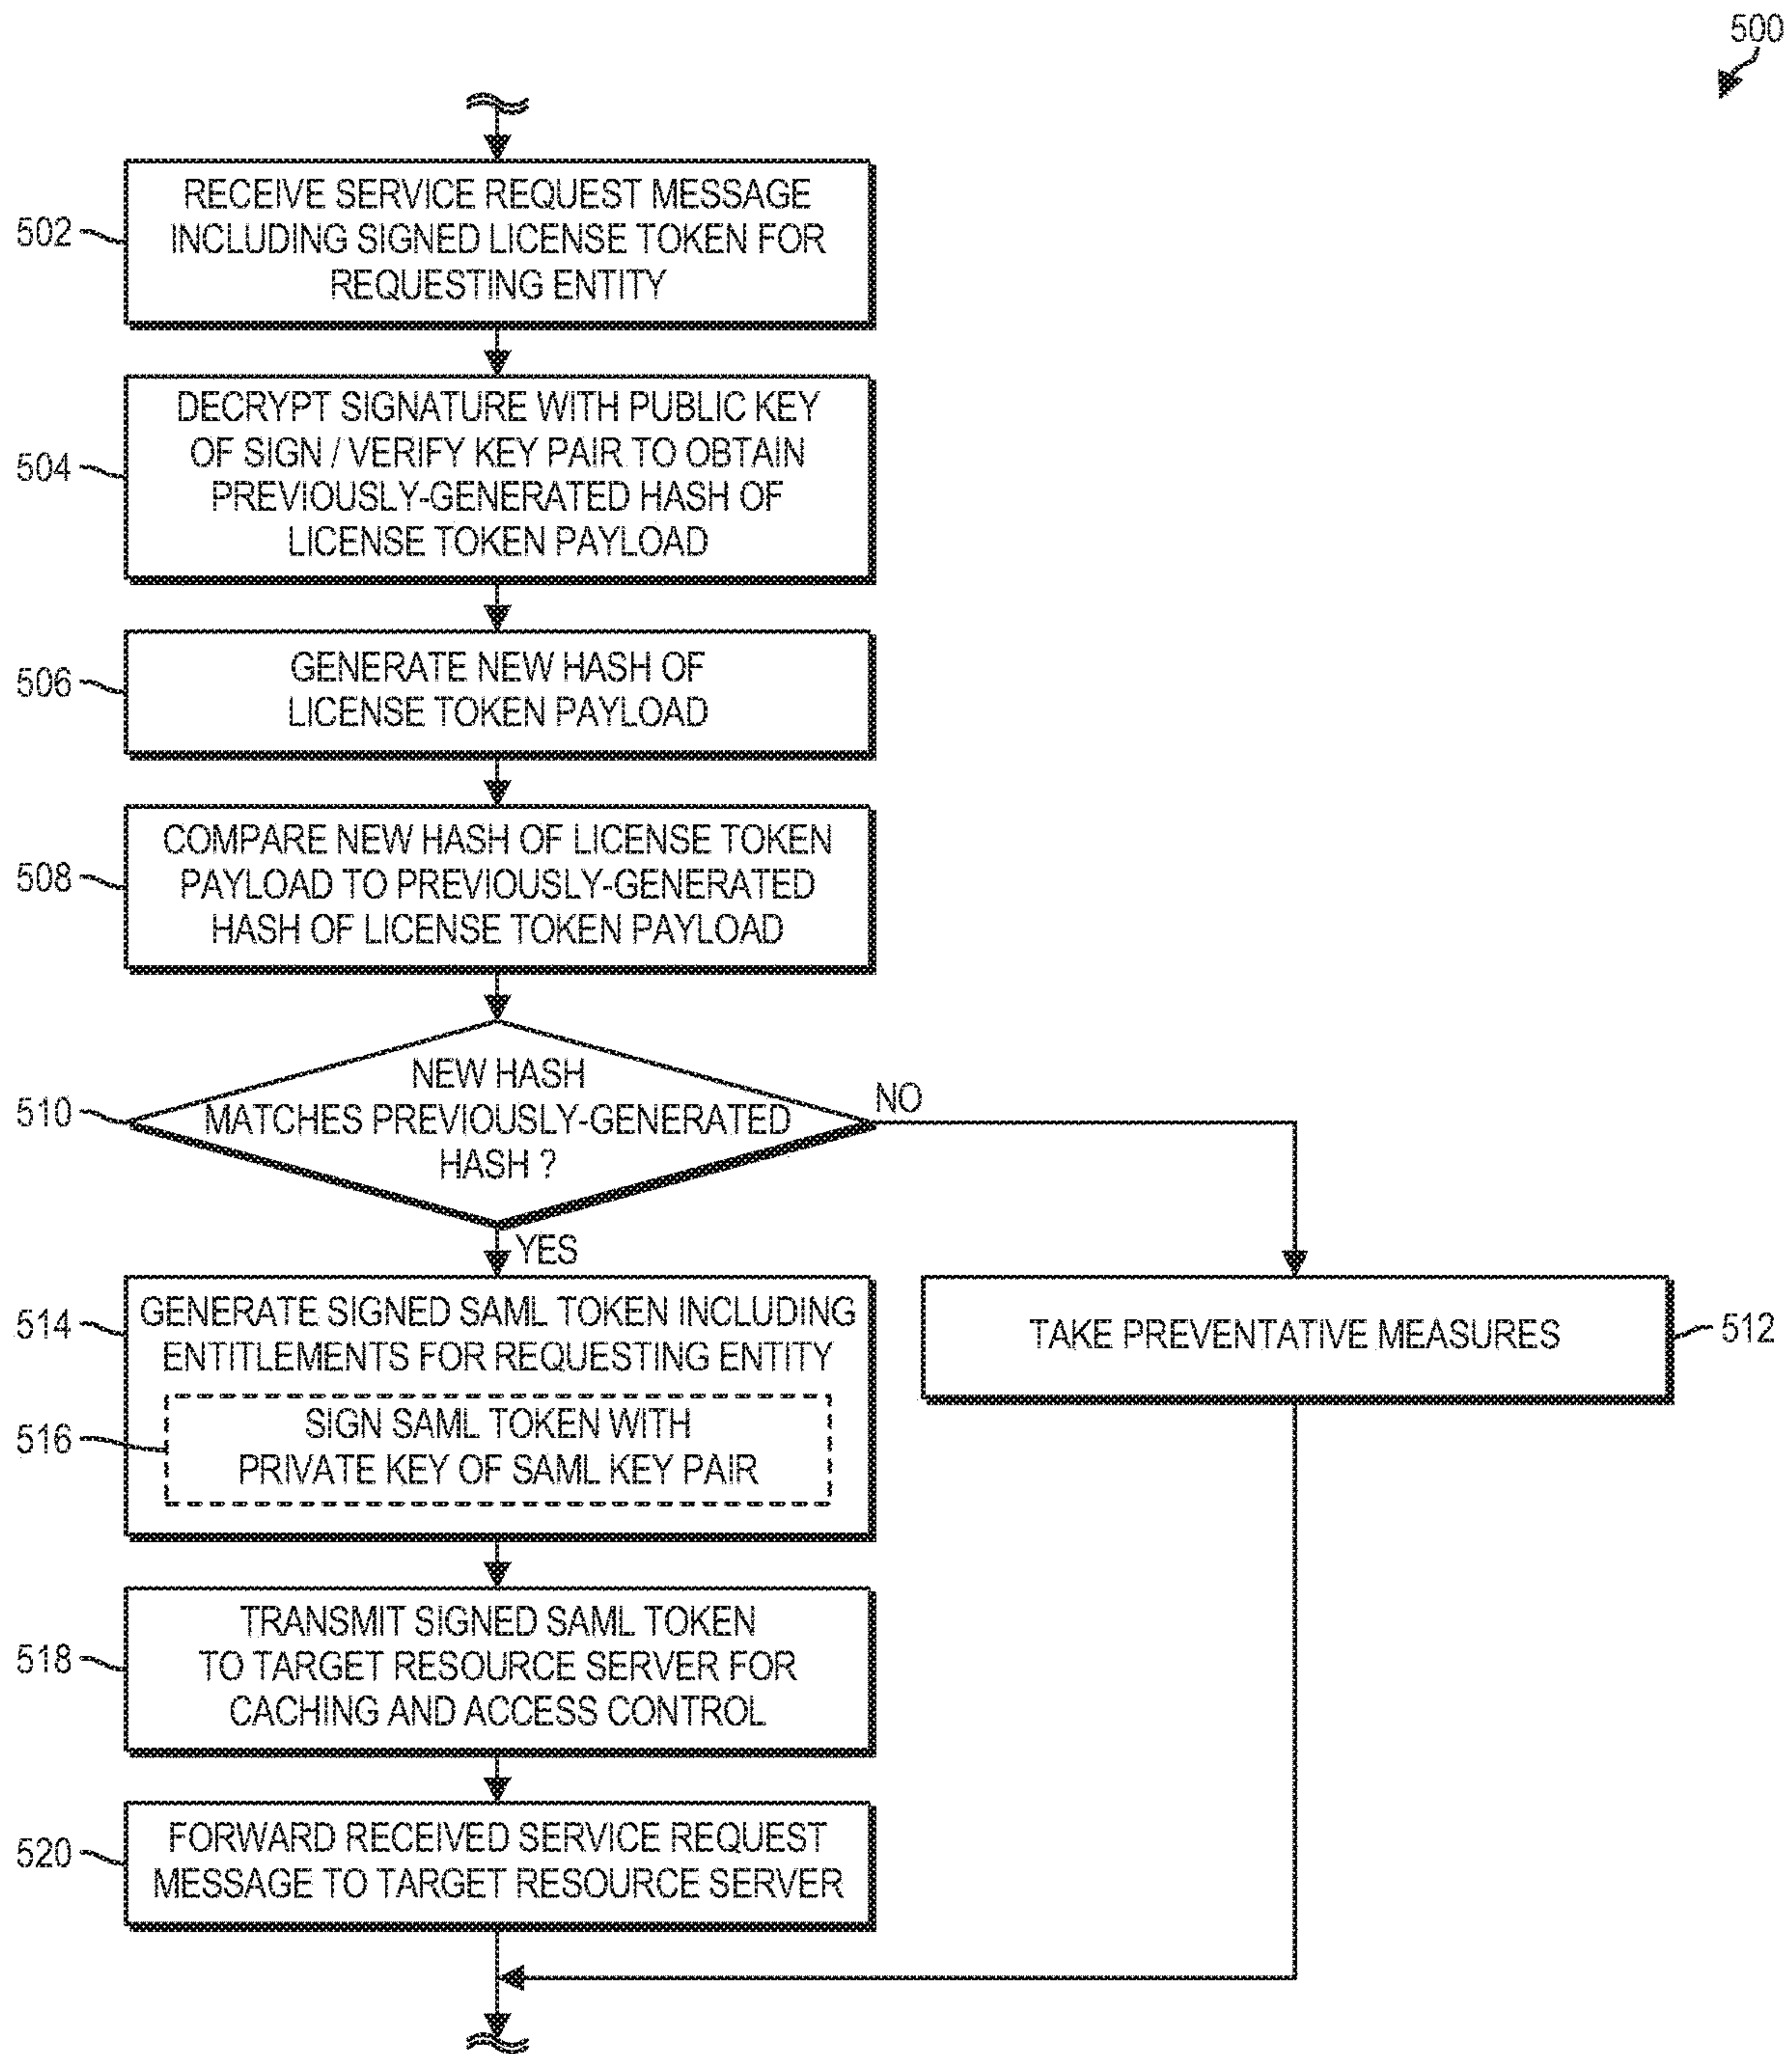 500
RECEIVE SERVICE REQUEST MESSAGE
INCLUDING SIGNED LICENSE TOKEN FOR
REQUESTING ENTITY
502
DECRYPT SIGNATURE WITH PUBLIC KEY
OF SIGN / VERIFY KEY PAIR TO OBTAIN
PREVIOUSLY-GENERATED HASH OF
LICENSE TOKEN PAYLOAD
504
GENERATE NEW HASH OF
LICENSE TOKEN PAYLOAD
506
COMPARE NEW HASH OF LICENSE TOKEN
PAYLOAD TO PREVIOUSLY-GENERATED
HASH OF LICENSE TOKEN PAYLOAD
508
NEW HASH
MATCHES PREVIOUSLY-GENERATED
HASH ?
510
NO
YES
GENERATE SIGNED SAML TOKEN INCLUDING
ENTITLEMENTS FOR REQUESTING ENTITY
514
SIGN SAML TOKEN WITH
PRIVATE KEY OF SAML KEY PAIR
516
TAKE PREVENTATIVE MEASURES
512
TRANSMIT SIGNED SAML TOKEN
TO TARGET RESOURCE SERVER FOR
CACHING AND ACCESS CONTROL
518
FORWARD RECEIVED SERVICE REQUEST
MESSAGE TO TARGET RESOURCE SERVER
520